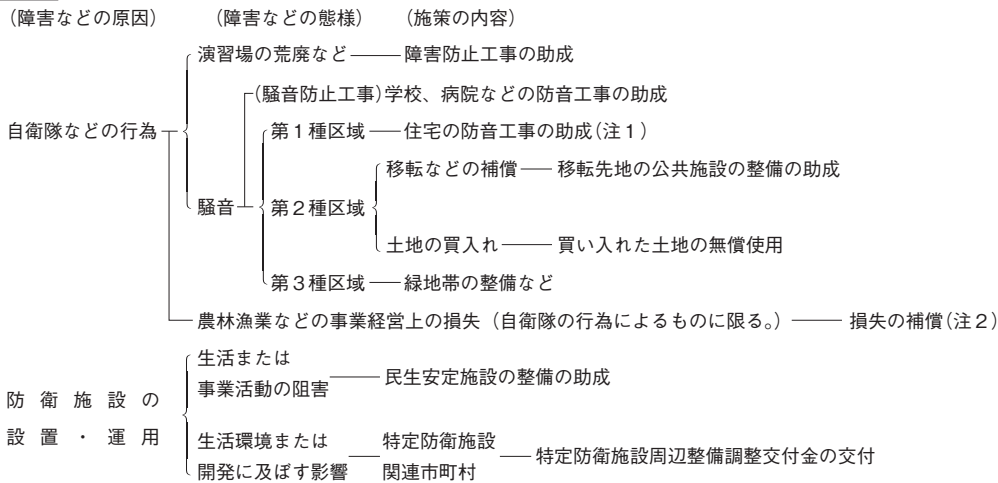 (障害などの原因) (障害などの態様) (施策の内容)
演習場の荒廃など 障害防止工事の助成
(騒音防止工事)学校、病院などの防音工事の助成
自衛隊などの行為 第1種区域 住宅の防音工事の助成(注1)
移転などの補償 移転先地の公共施設の整備の助成
騒音 第2種区域
土地の買入れ 買い入れた土地の無償使用
第3種区域 緑地帯の整備など
農林漁業などの事業経営上の損失(自衛隊の行為によるものに限る。) 損失の補償(注2)
生活または
事業活動の阻害 民生安定施設の整備の助成
防衛施設の
設置・運用
生活環境または 特定防衛施設
開発に及ぼす影響 関連市町村 特定防衛施設周辺整備調整交付金の交付